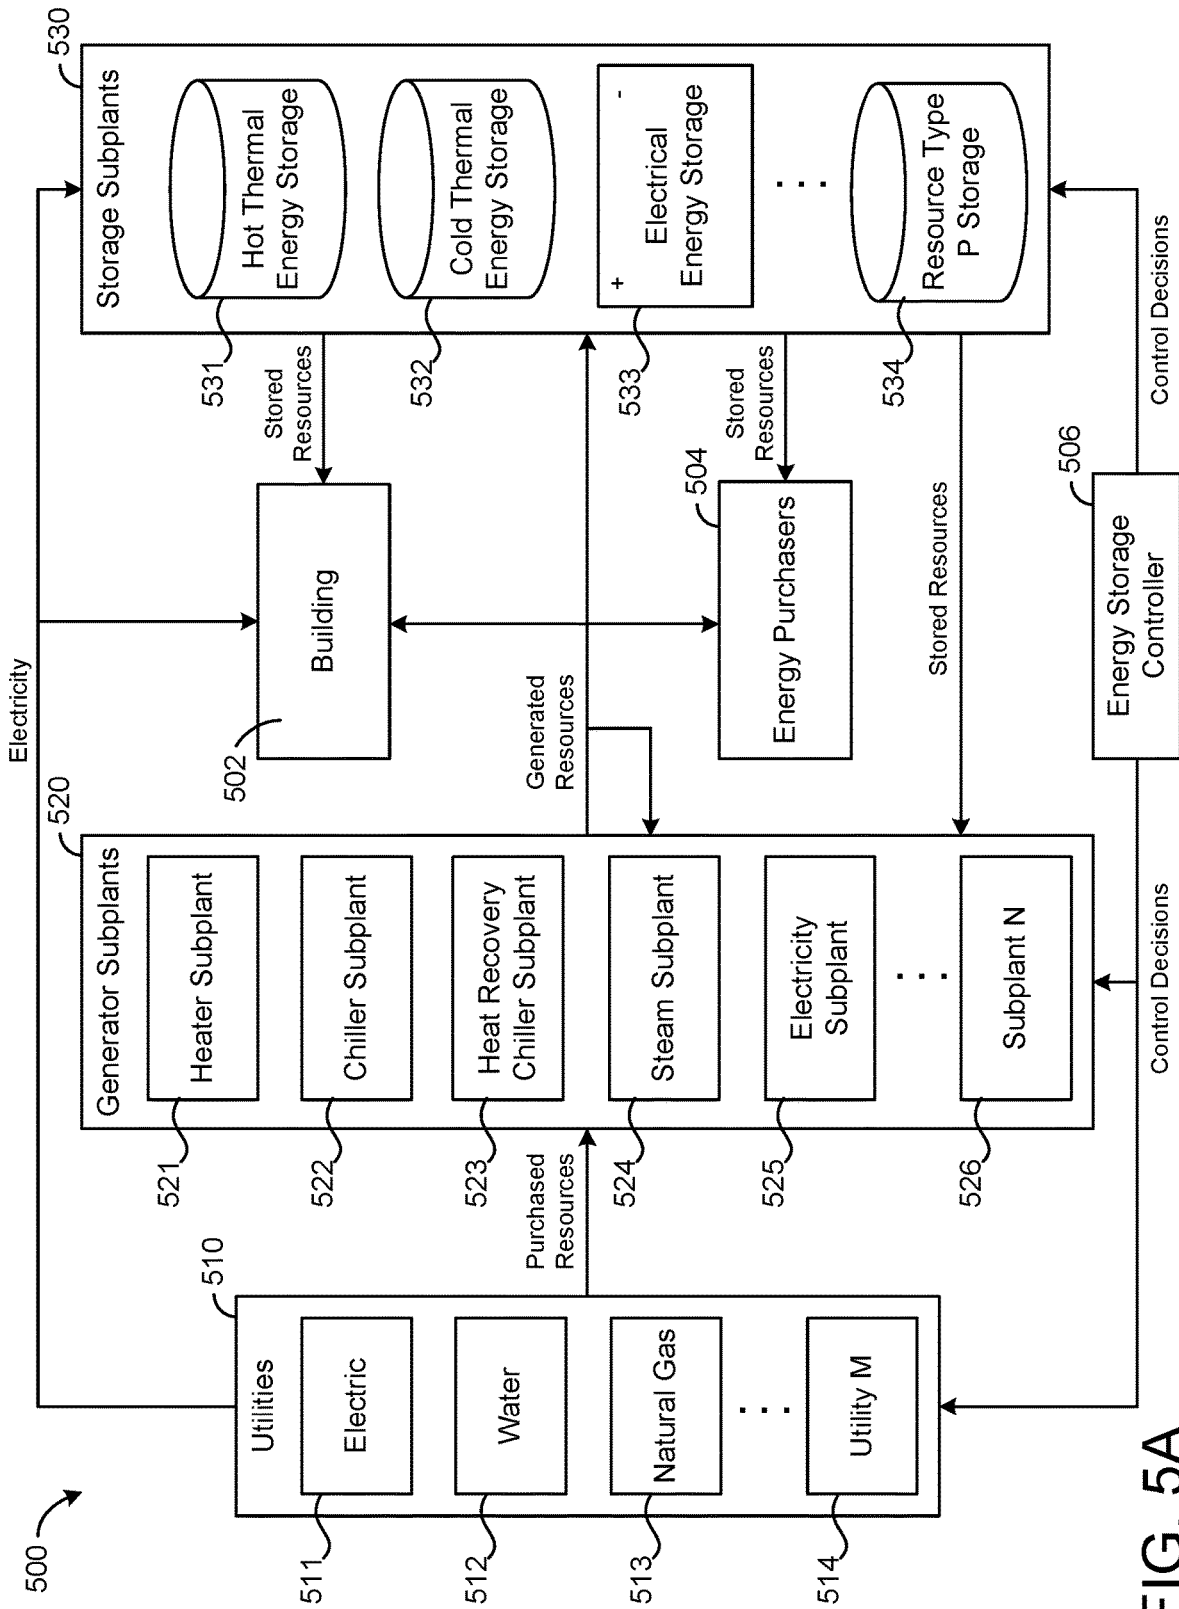 500
Electricity
510
Utilities
511
Electric
512
Water
513
Natural Gas
. . .
514
Utility M
Purchased
Resources
520
Generator Subplants
521
Heater Subplant
522
Chiller Subplant
523
Heat Recovery
Chiller Subplant
524
Steam Subplant
525
Electricity
Subplant
. . .
526
Subplant N
Generated
Resources
502
Building
504
Energy Purchasers
Stored
Resources
Stored
Resources
Stored Resources
530
Storage Subplants
531
Hot Thermal
Energy Storage
532
Cold Thermal
Energy Storage
533
+ -
Electrical
Energy Storage
. . .
534
Resource Type
P Storage
Control Decisions
506
Energy Storage
Controller
Control Decisions
FIG. 5A